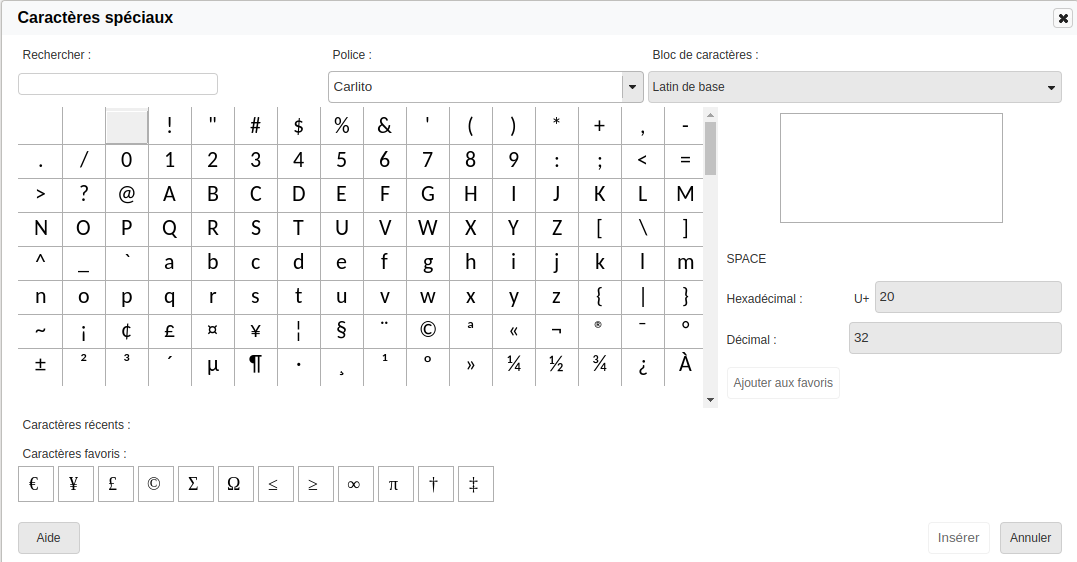 Caractères spéciaux
Rechercher : Police : Bloc de caractères :
Carlito Latin de base
! " # $ % & ' ( ) * + , -
. / 0 1 2 3 4 5 6 7 8 9 : ; < =
> ? @ A B C D E F G H I J K L M
N O P Q R S T U V W X Y Z [ \ ]
^ _ ` a b c d e f g h i j k l m
n o p q r s t u v w x y z { | }
~ ¡ ¢ £ ¤ ¥ ¦ § ¨ © ª « ¬ ® ¯ °
± ² ³ ´ µ ¶ · ¸ ¹ º » ¼ ½ ¾ ¿ À
SPACE
Hexadécimal : U+ 20
Décimal : 32
Ajouter aux favoris
Caractères récents :
Caractères favoris :
€ ¥ £ © Σ Ω ≤ ≥ ∞ π † ‡
Aide Insérer Annuler